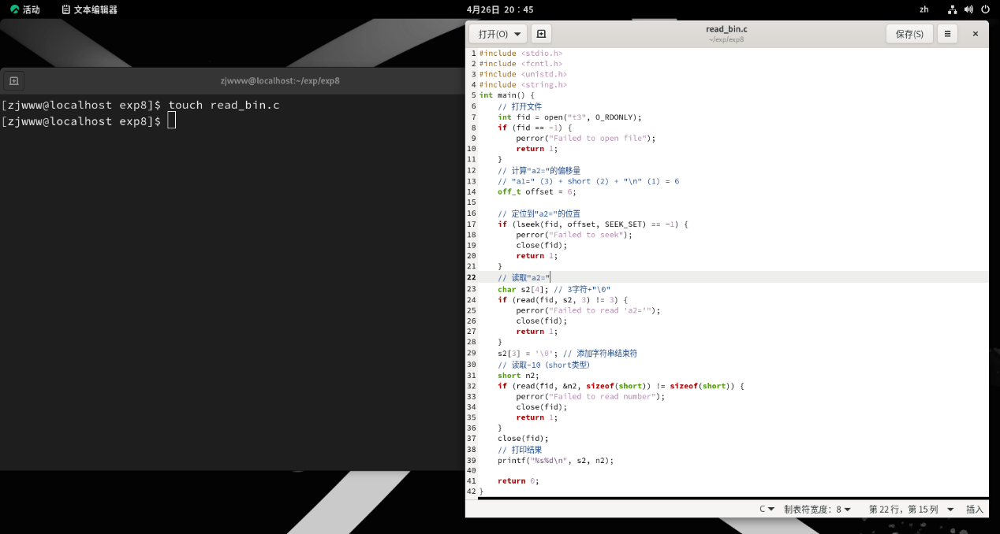 活动 文本编辑器 4月26日 20：45 zh
打开(O) read_bin.c 保存(S)
~/exp/exp8
zjwww@localhost:~/exp/exp8
[zjwww@localhost exp8]$ touch read_bin.c
[zjwww@localhost exp8]$
1 #include <stdio.h>
2 #include <fcntl.h>
3 #include <unistd.h>
4 #include <string.h>
5 int main() {
6 // 打开文件
7 int fid = open("t3", O_RDONLY);
8 if (fid == -1) {
9 perror("Failed to open file");
10 return 1;
11 }
12 // 计算"a2="的偏移量
13 // "a1=" (3) + short (2) + "\n" (1) = 6
14 off_t offset = 6;
15
16 // 定位到"a2="的位置
17 if (lseek(fid, offset, SEEK_SET) == -1) {
18 perror("Failed to seek");
19 close(fid);
20 return 1;
21 }
22 // 读取"a2="
23 char s2[4]; // 3字符+"\0"
24 if (read(fid, s2, 3) != 3) {
25 perror("Failed to read 'a2='");
26 close(fid);
27 return 1;
28 }
29 s2[3] = '\0'; // 添加字符串结束符
30 // 读取-10（short类型）
31 short n2;
32 if (read(fid, &n2, sizeof(short)) != sizeof(short)) {
33 perror("Failed to read number");
34 close(fid);
35 return 1;
36 }
37 close(fid);
38 // 打印结果
39 printf("%s%d\n", s2, n2);
40
41 return 0;
42 }
C 制表符宽度：8 第 22 行，第 15 列 插入